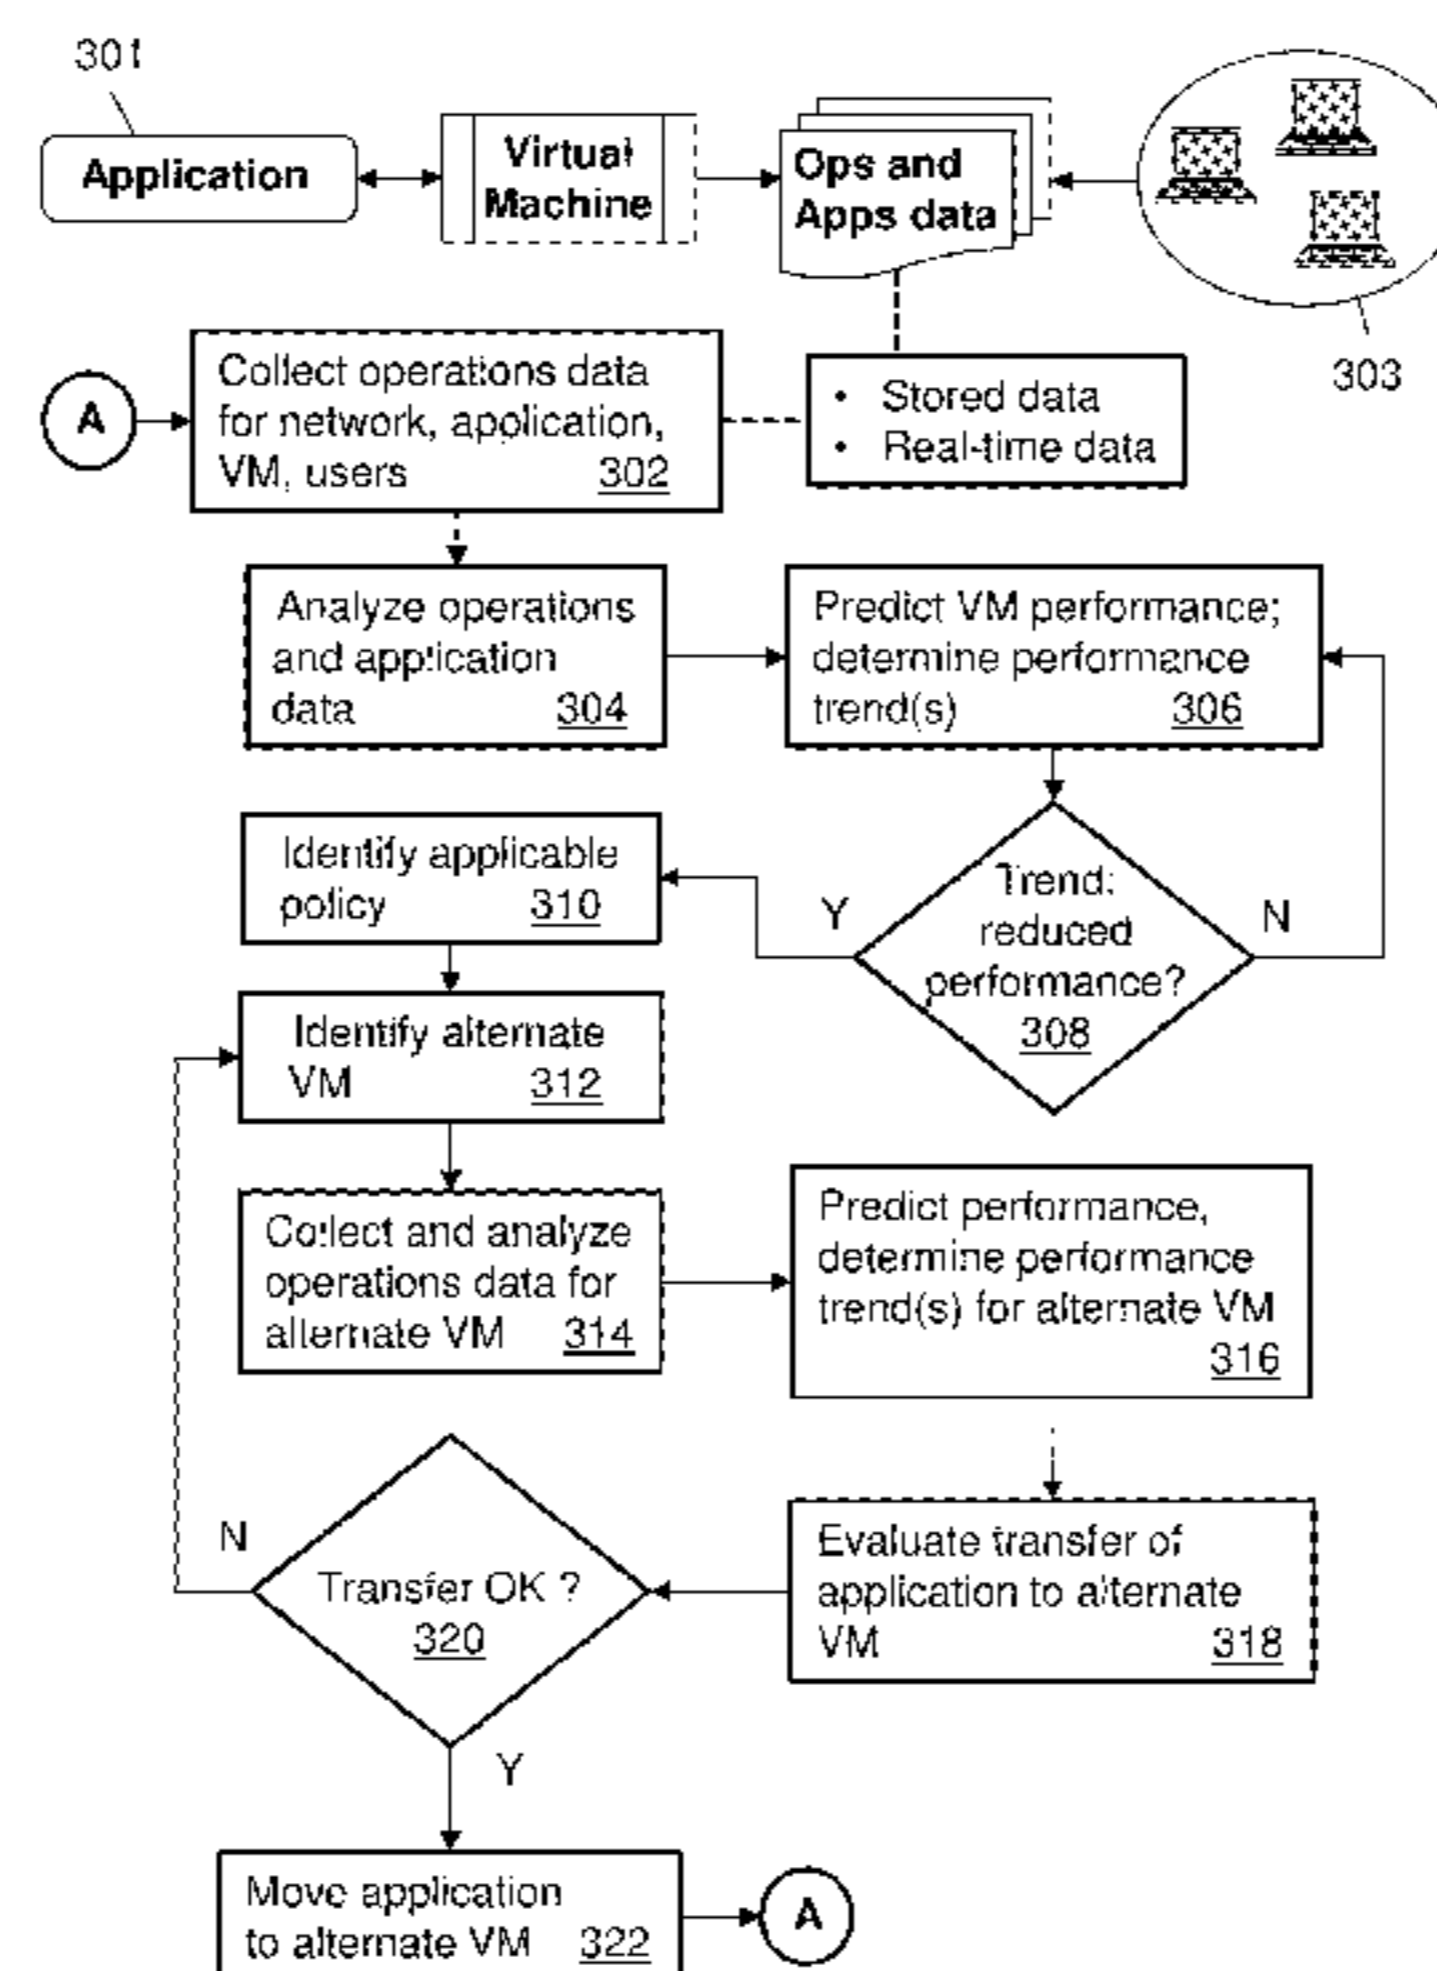 301
Application
Virtual
Machine
Ops and
Apps data
303
A
Collect operations data
for network, application,
VM, users 302
• Stored data
• Real-time data
Analyze operations
and application
data 304
Predict VM performance;
determine performance
trend(s) 306
Identify applicable
policy 310
Y
Trend:
reduced
performance?
308
N
Identify alternate
VM 312
Collect and analyze
operations data for
alternate VM 314
Predict performance,
determine performance
trend(s) for alternate VM
316
N
Transfer OK ?
320
Evaluate transfer of
application to alternate
VM 318
Y
Move application
to alternate VM 322
A